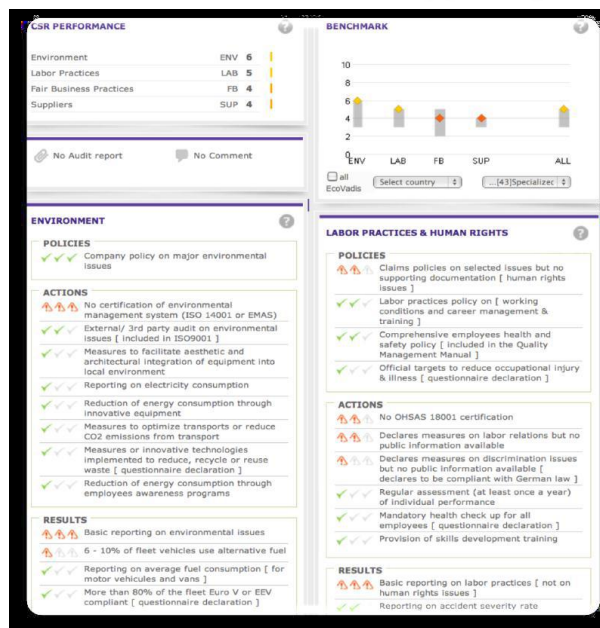 CSR PERFORMANCE
Environment ENV 6
Labor Practices LAB 5
Fair Business Practices FB 4
Suppliers SUP 4
No Audit report No Comment
BENCHMARK
10
8
6
4
2
0
ENV LAB FB SUP ALL
all
EcoVadis
Select country
...[43]Specializec
ENVIRONMENT
POLICIES
Company policy on major environmental
issues
ACTIONS
No certification of environmental
management system (ISO 14001 or EMAS)
External/ 3rd party audit on environmental
issues [ included in ISO9001 ]
Measures to facilitate aesthetic and
architectural integration of equipment into
local environment
Reporting on electricity consumption
Reduction of energy consumption through
innovative equipment
Measures to optimize transports or reduce
CO2 emissions from transport
Measures or innovative technologies
implemented to reduce, recycle or reuse
waste [ questionnaire declaration ]
Reduction of energy consumption through
employees awareness programs
RESULTS
Basic reporting on environmental issues
6 - 10% of fleet vehicles use alternative fuel
Reporting on average fuel consumption [ for
motor vehicles and vans ]
More than 80% of the fleet Euro V or EEV
compliant [ questionnaire declaration ]
LABOR PRACTICES & HUMAN RIGHTS
POLICIES
Claims policies on selected issues but no
supporting documentation [ human rights
issues ]
Labor practices policy on [ working
conditions and career management &
training ]
Comprehensive employees health and
safety policy [ included in the Quality
Management Manual ]
Official targets to reduce occupational injury
& illness [ questionnaire declaration ]
ACTIONS
No OHSAS 18001 certification
Declares measures on labor relations but no
public information available
Declares measures on discrimination issues
but no public information available [
declares to be compliant with German law ]
Regular assessment (at least once a year)
of individual performance
Mandatory health check up for all
employees [ questionnaire declaration ]
Provision of skills development training
RESULTS
Basic reporting on labor practices [ not on
human rights issues ]
Reporting on accident severity rate